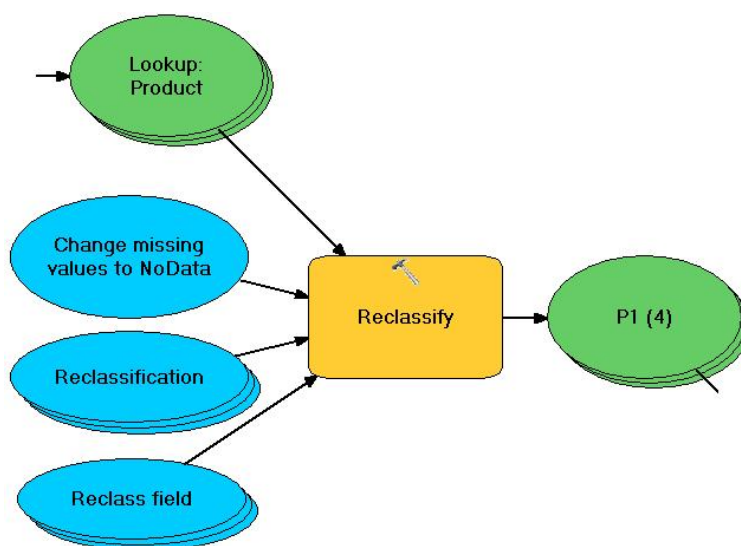 Lookup:
Product
Change missing
values to NoData
Reclassify
P1 (4)
Reclassification
Reclass field